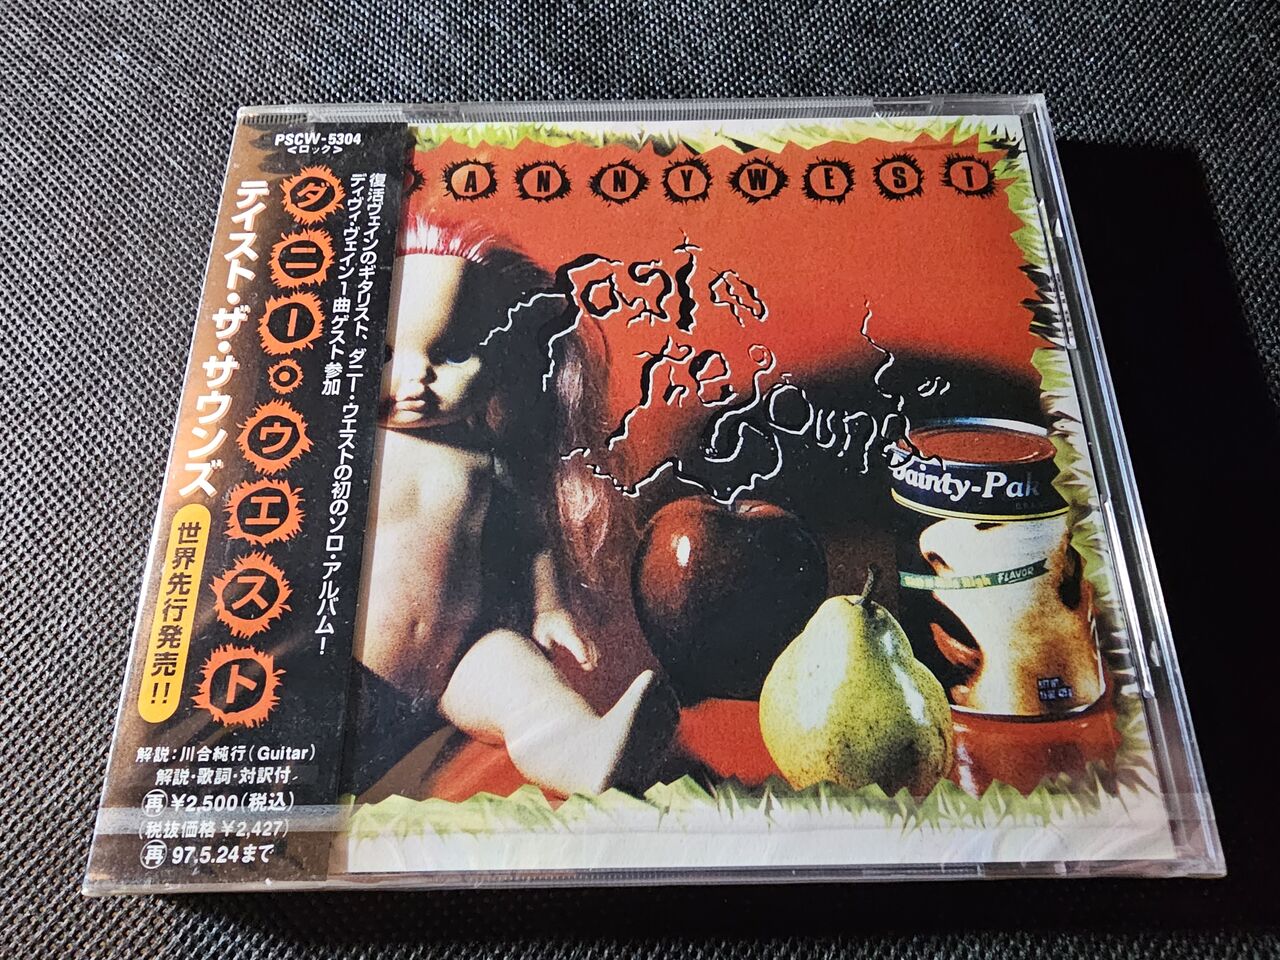 PSCW-5304
<ロック>
ダニー・ウエスト
テイスト・ザ・サウンズ
世界先行発売!!
復活ヴェインのギタリスト、ダニー・ウェストの初のソロ・アルバム!
ディヴィ・ヴェイン1曲ゲスト参加
解説:川合純行(Guitar)
解説・歌詞・対訳付
再 ¥2,500(税込)
(税抜価格 ¥2,427)
再 97.5.24まで
ANNYWEST
Taste
the Sounds
Dainty-Pak
FLAVOR